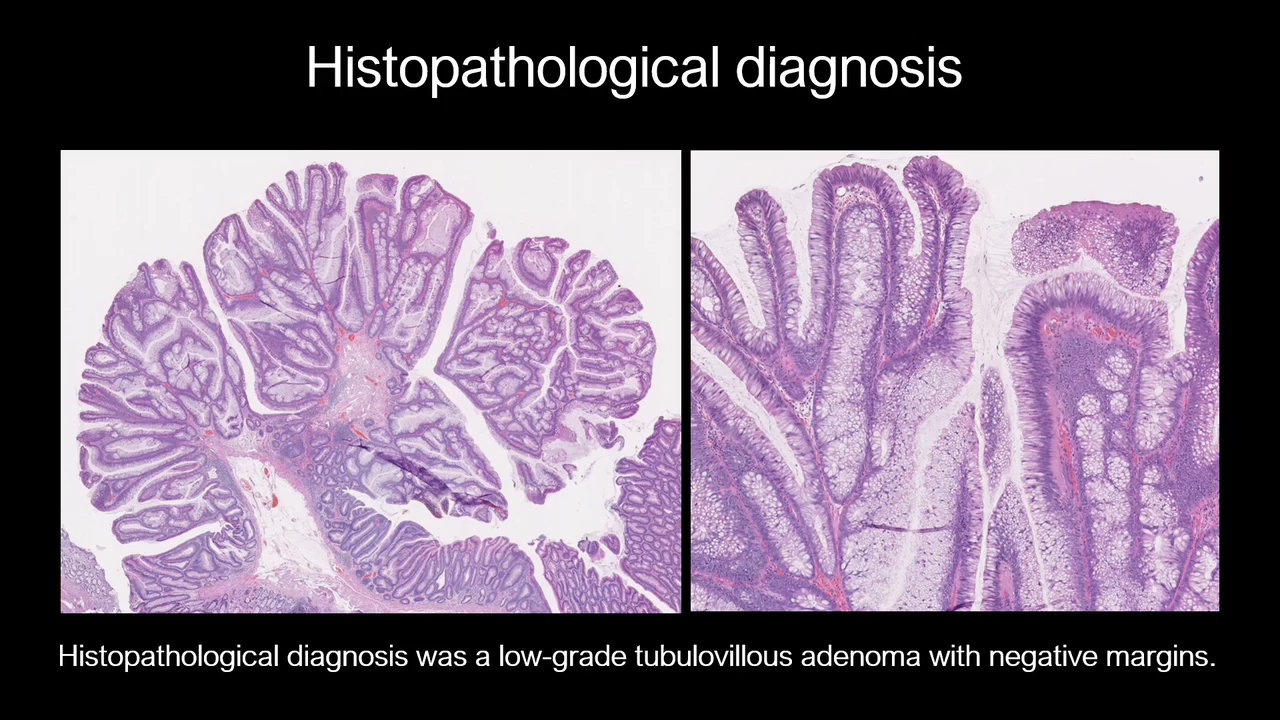 Histopathological diagnosis
Histopathological diagnosis was a low-grade tubulovillous adenoma with negative margins.